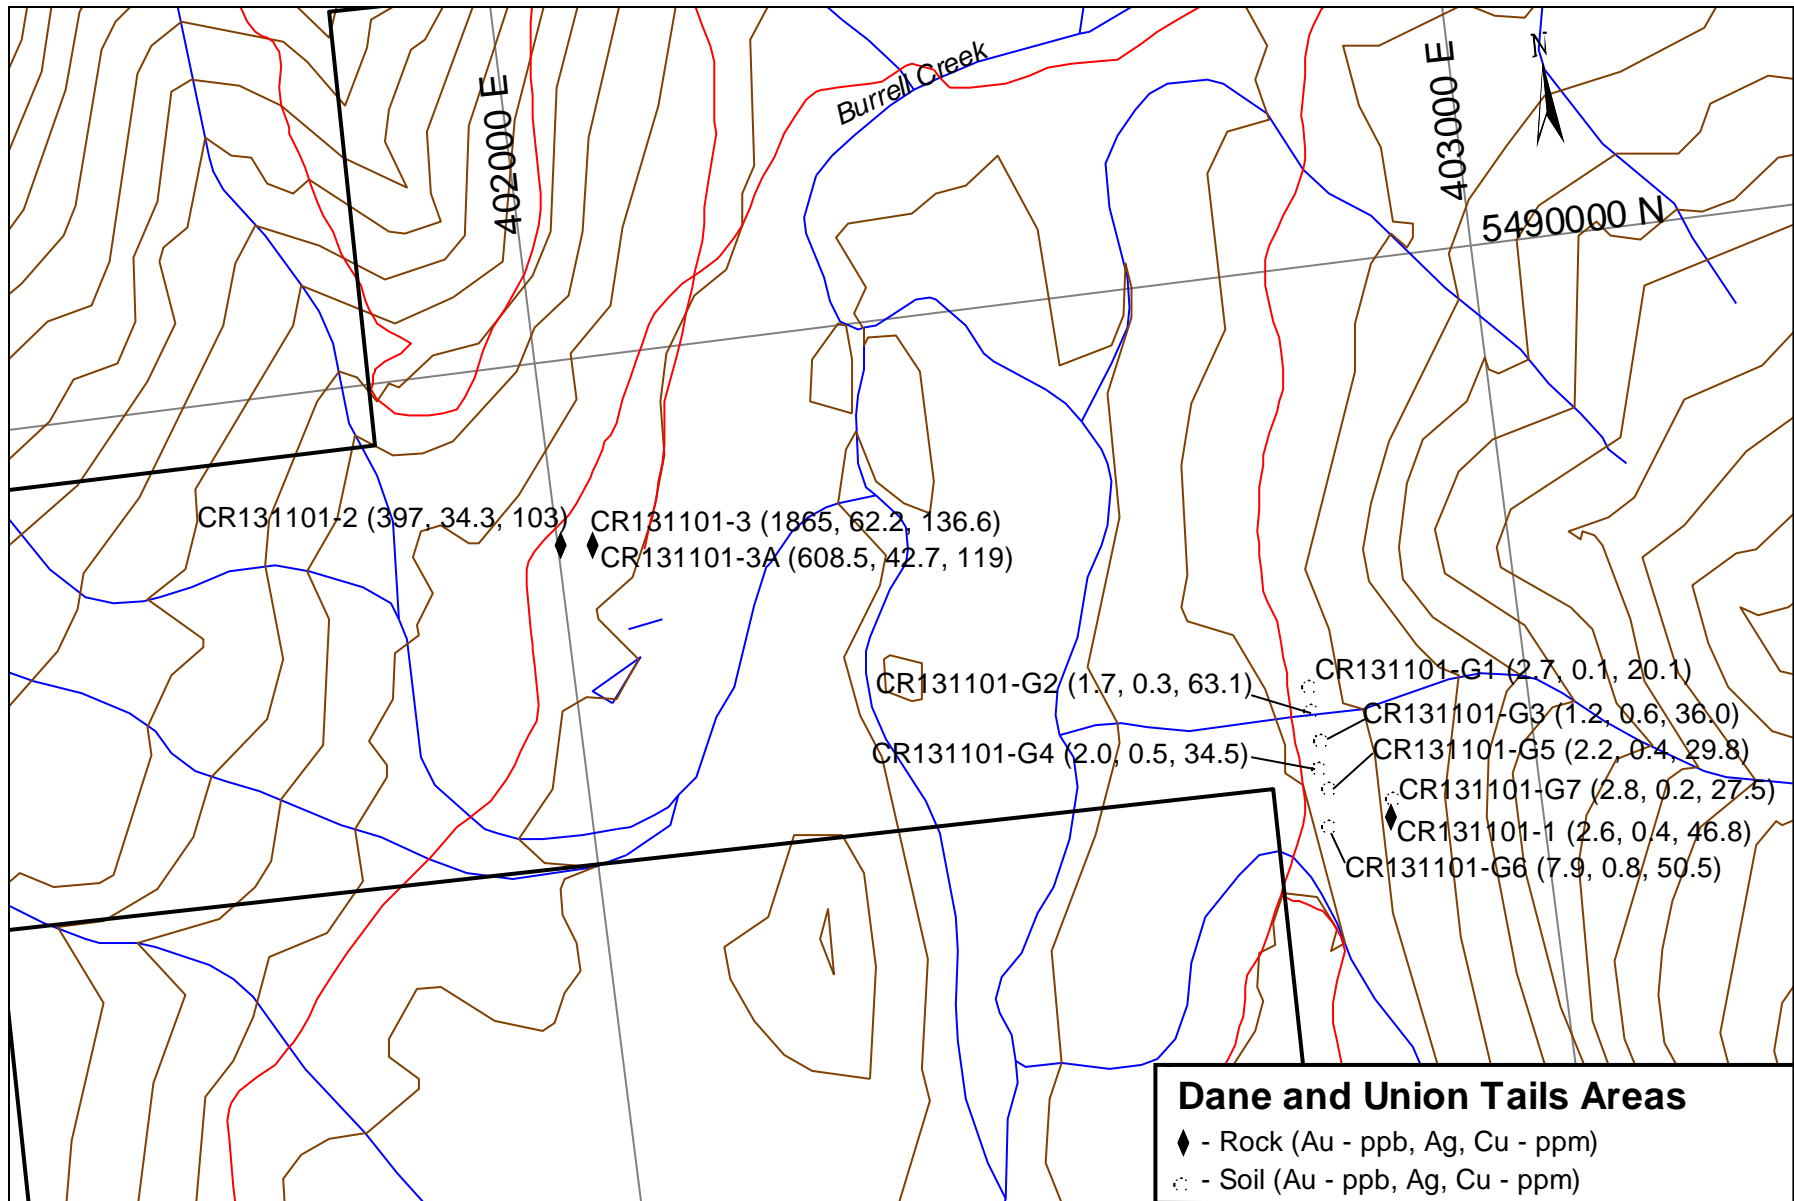 N
Burrell Creek
402000 E
403000 E
5490000 N
CR131101-2 (397, 34.3, 103)
CR131101-3 (1865, 62.2, 136.6)
CR131101-3A (608.5, 42.7, 119)
CR131101-G1 (2.7, 0.1, 20.1)
CR131101-G2 (1.7, 0.3, 63.1)
CR131101-G3 (1.2, 0.6, 36.0)
CR131101-G4 (2.0, 0.5, 34.5)
CR131101-G5 (2.2, 0.4, 29.8)
CR131101-G7 (2.8, 0.2, 27.5)
CR131101-1 (2.6, 0.4, 46.8)
CR131101-G6 (7.9, 0.8, 50.5)
Dane and Union Tails Areas
- Rock (Au - ppb, Ag, Cu - ppm)
- Soil (Au - ppb, Ag, Cu - ppm)